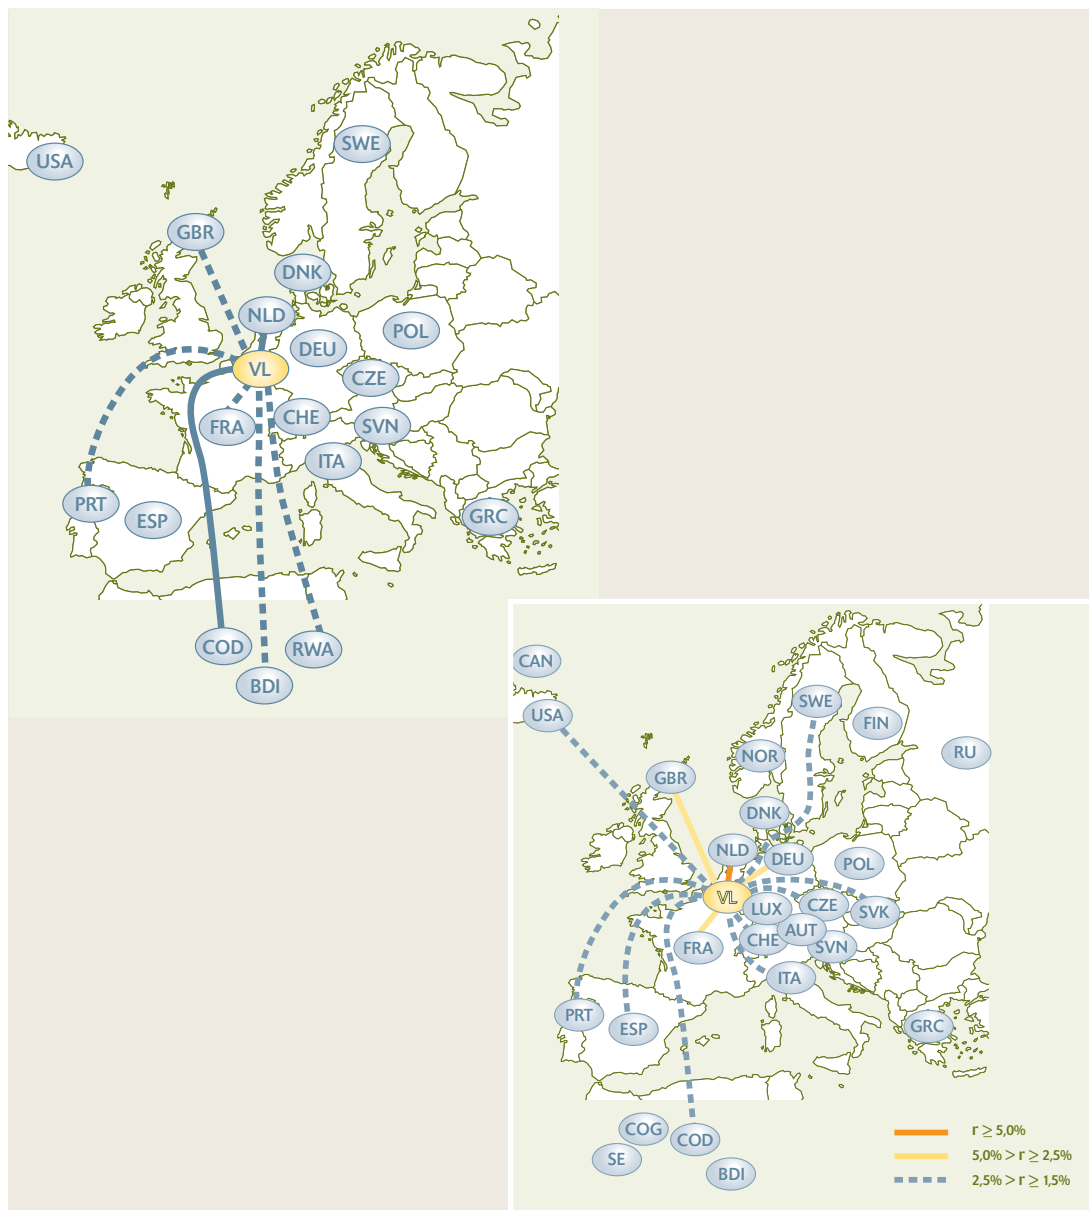 USA
SWE
GBR
DNK
NLD
POL
DEU
VL
CZE
FRA
CHE
SVN
ITA
PRT
ESP
GRC
COD
RWA
BDI
CAN
USA
SWE
FIN
NOR
RU
GBR
DNK
NLD
DEU
POL
VL
LUX
CZE
SVK
AUT
FRA
CHE
SVN
ITA
PRT
ESP
GRC
COG
COD
SE
BDI
r ≥ 5,0%
5,0% > r ≥ 2,5%
2,5% > r ≥ 1,5%